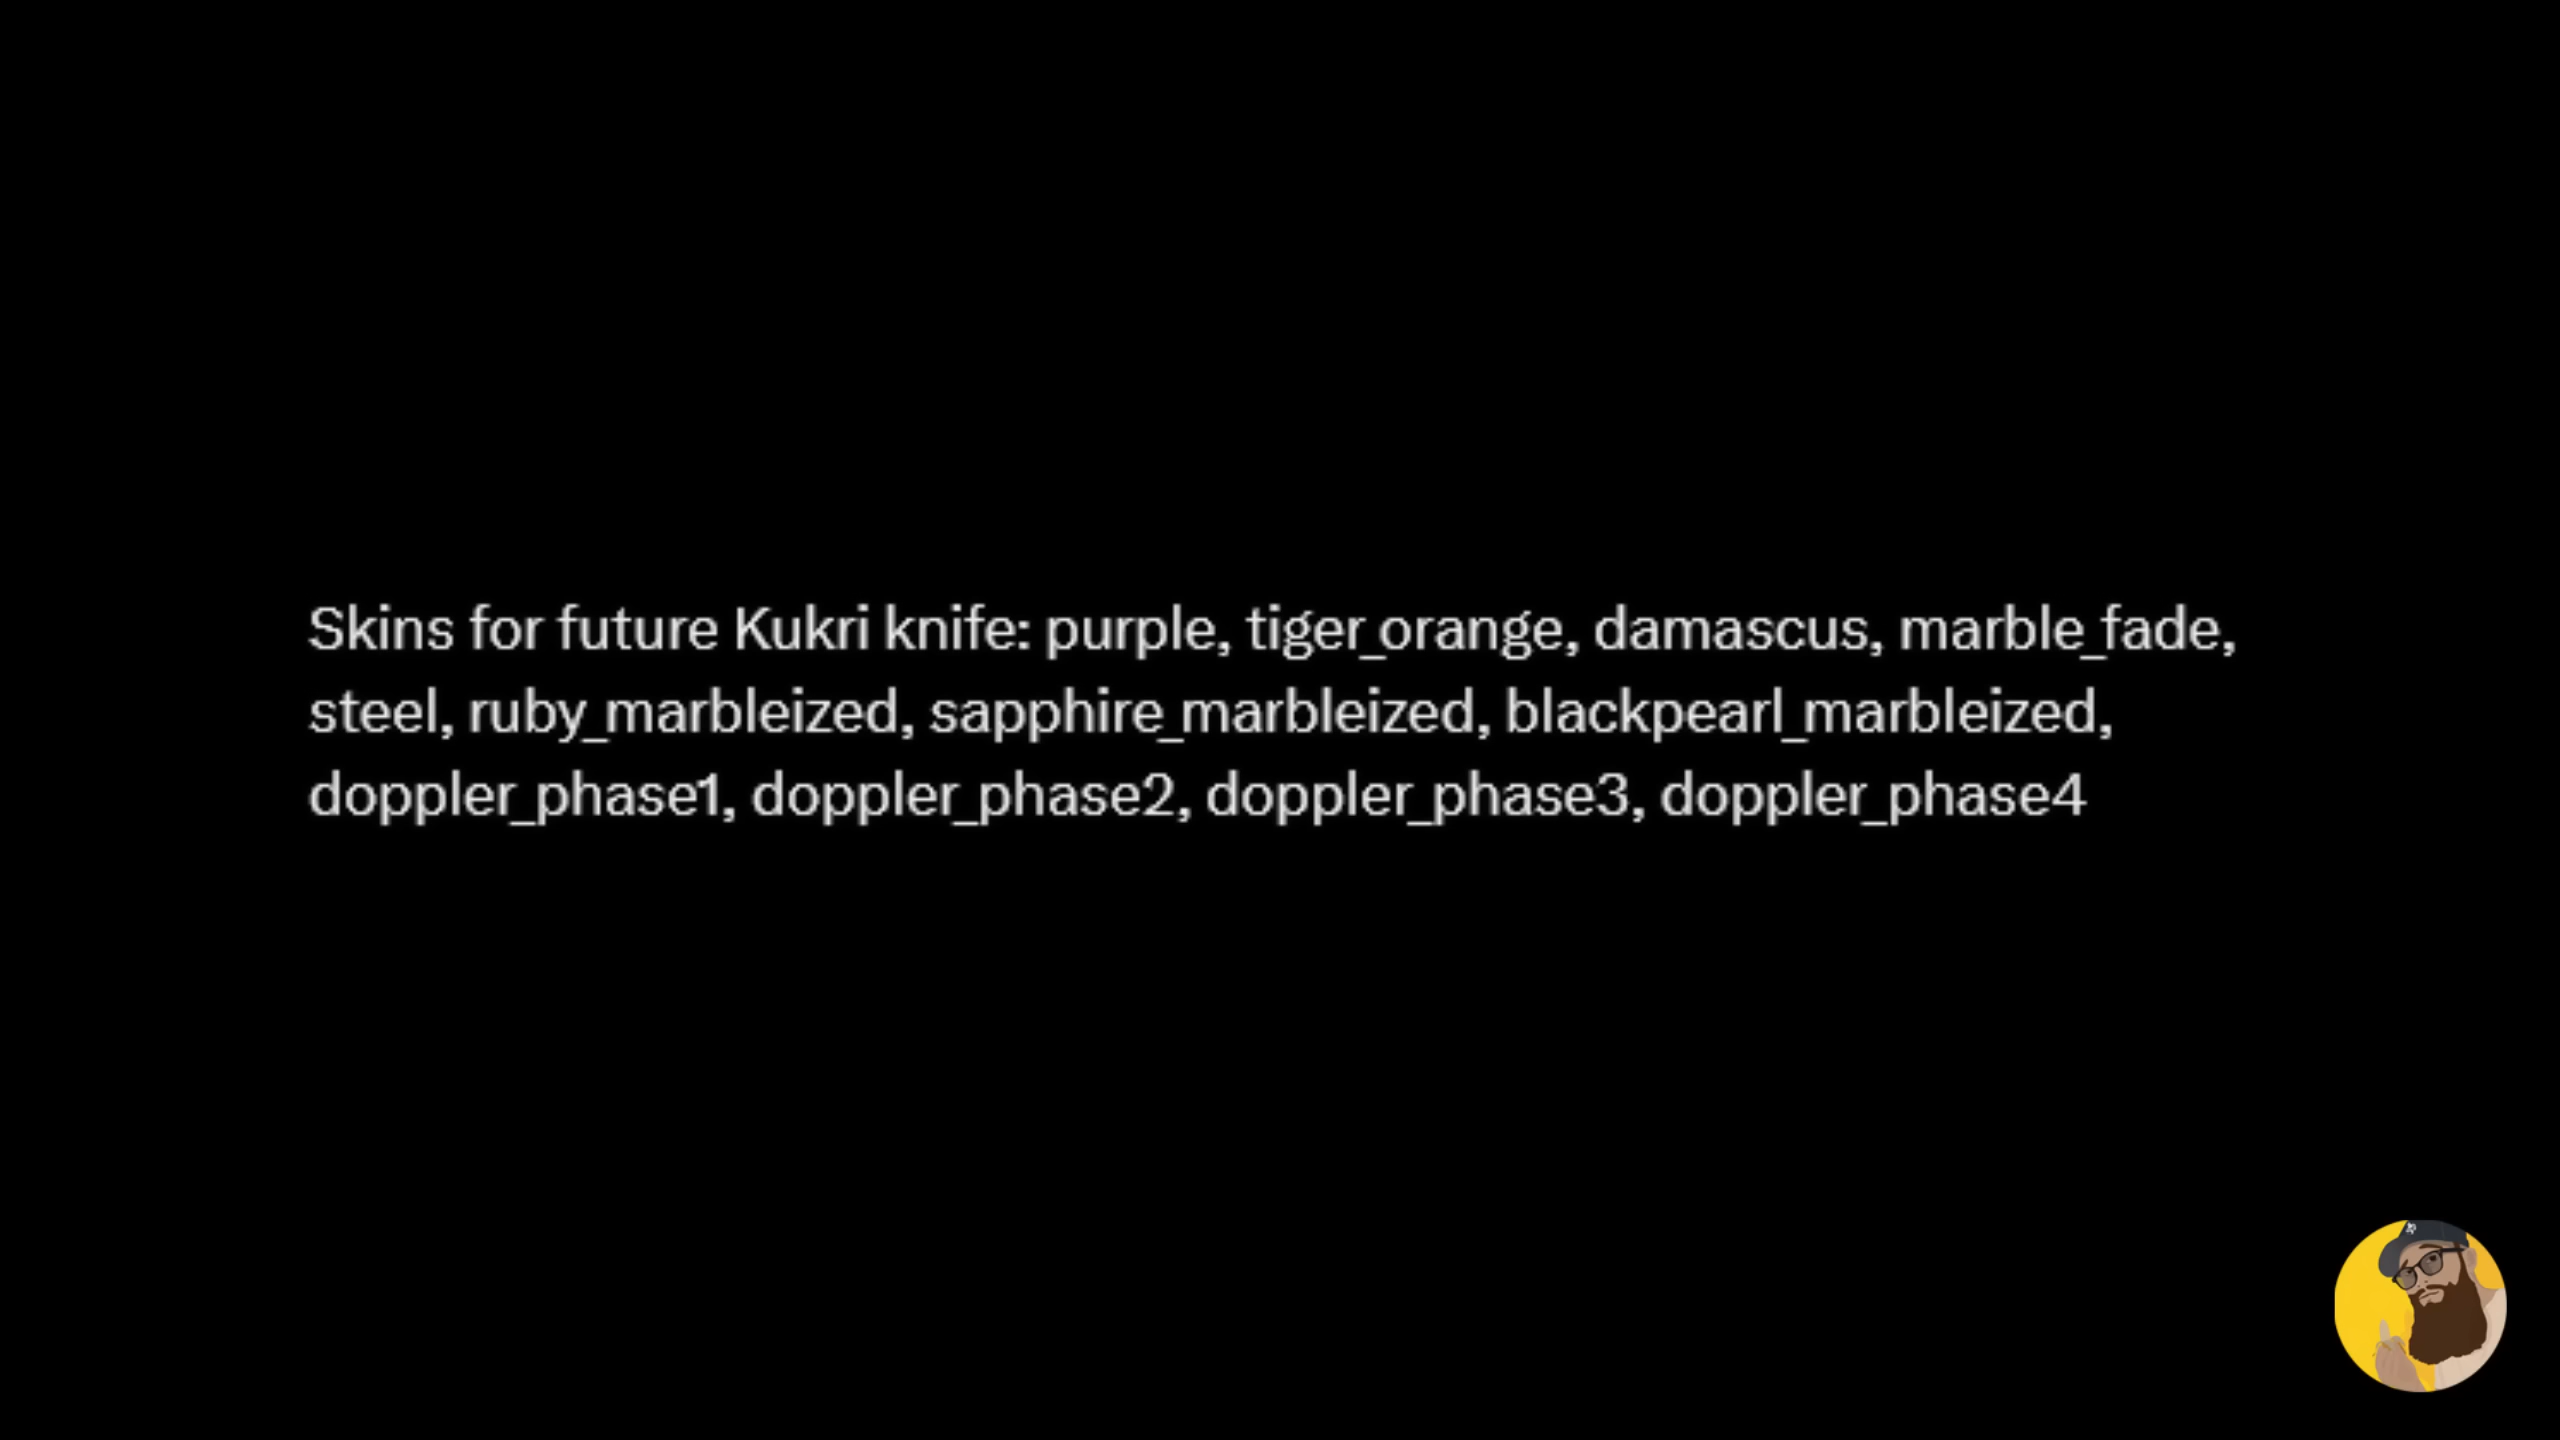 Skins for future Kukri knife: purple, tiger_orange, damascus, marble_fade,
steel, ruby_marbleized, sapphire_marbleized, blackpearl_marbleized,
doppler_phase1, doppler_phase2, doppler_phase3, doppler_phase4